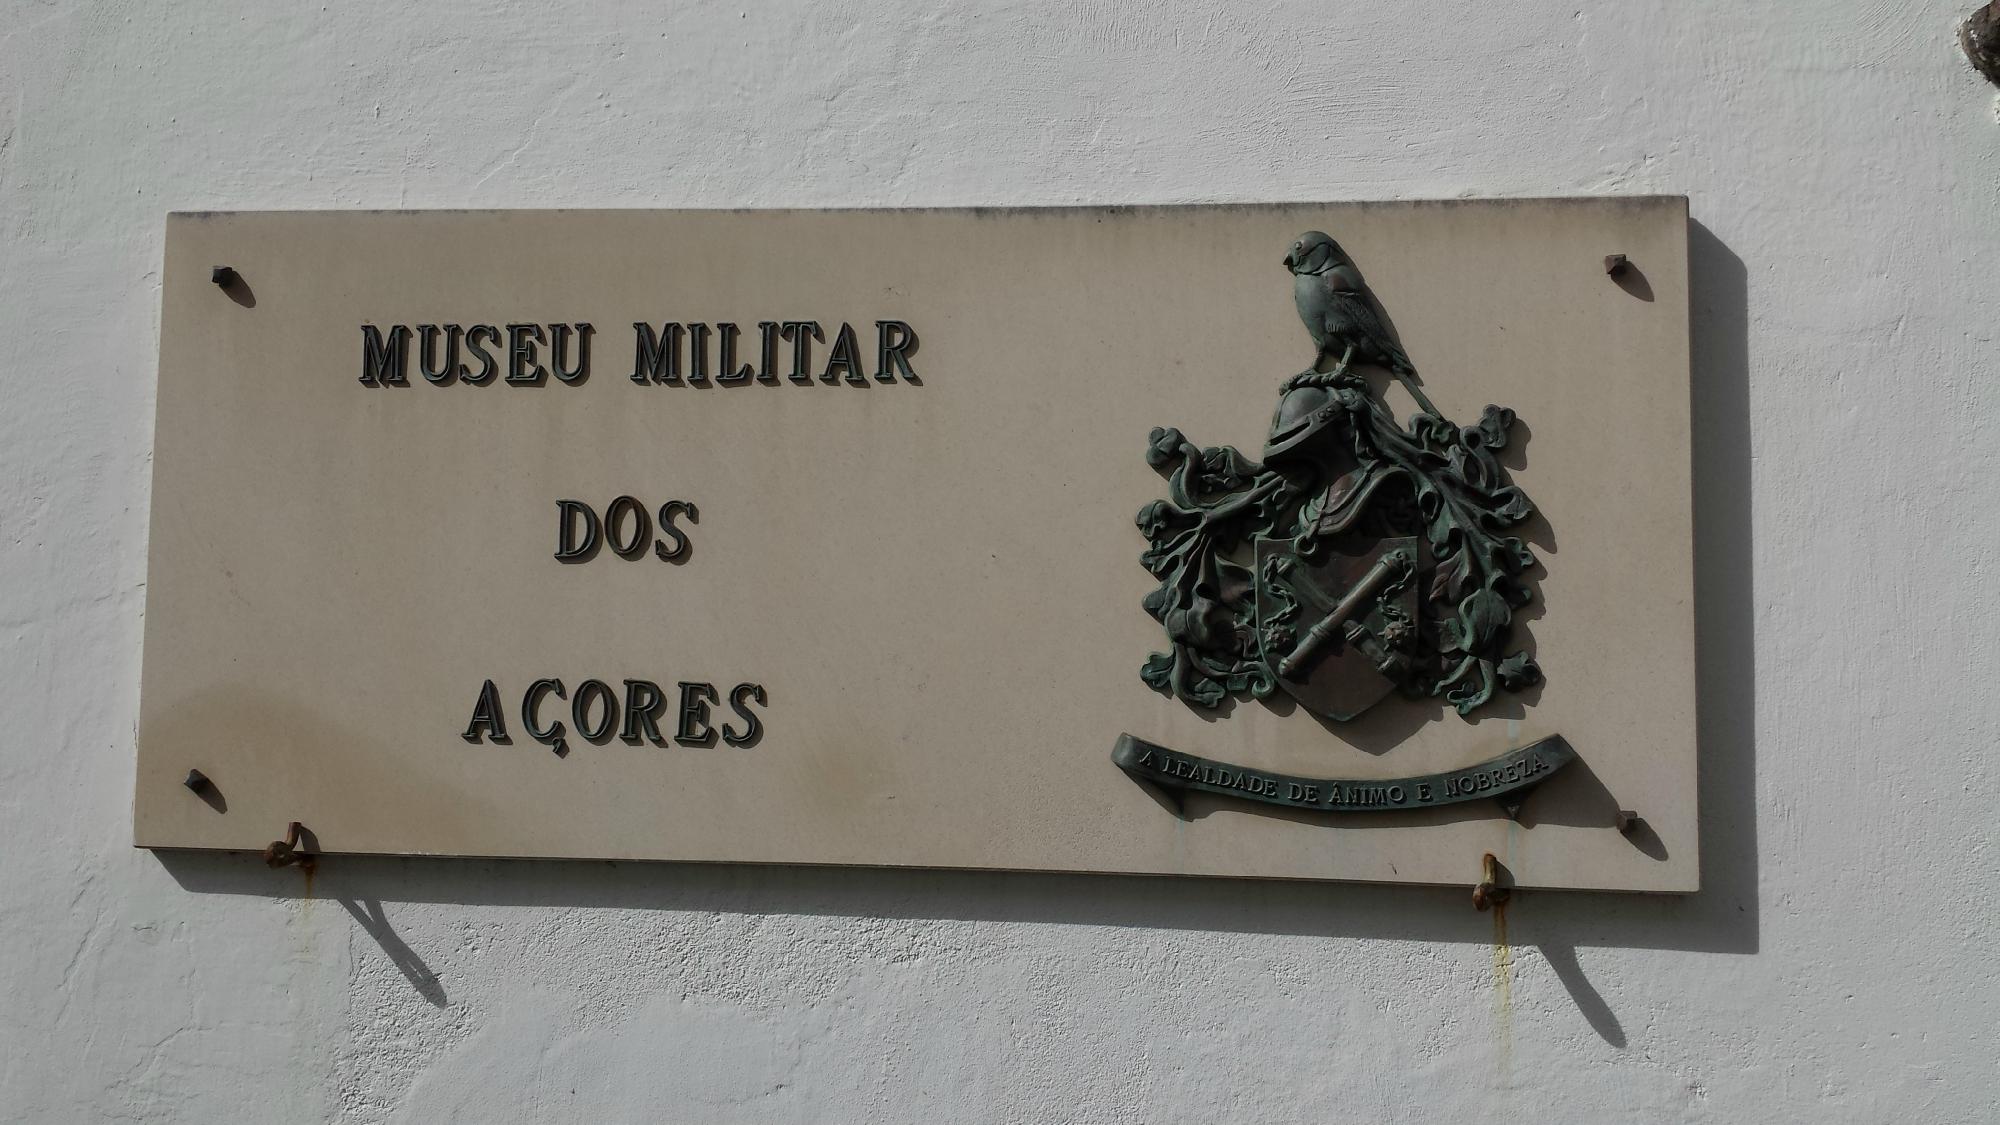 MUSEU MILITAR
DOS
AÇORES
A LEALDADE DE ÂNIMO E NOBREZA